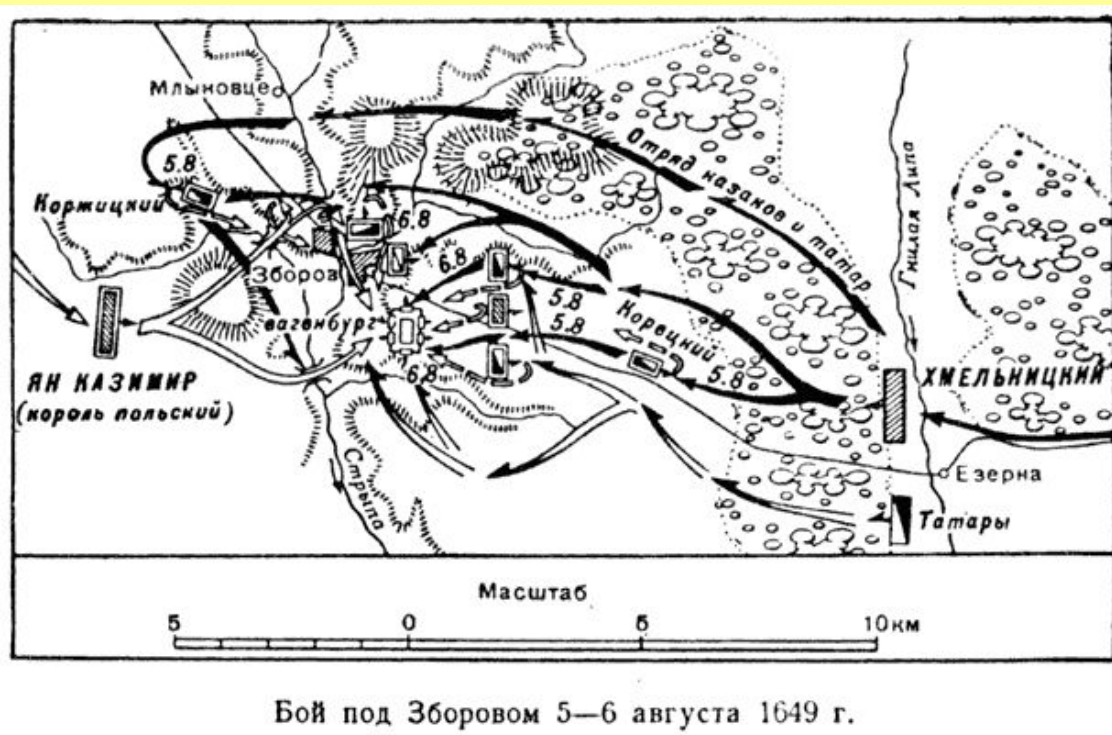 Млыновце
Отряд казаков и татар
Гнилая Липа
5.8
Коржицкий
6.8
Зборов
6.8
5.8
Корецкий
вагенбург
5.8
5.8
ЯН КАЗИМИР
(король польский)
6.8
ХМЕЛЬНИЦКИЙ
Стрыпа
Езерна
Татары
Масштаб
5 0 5 10 км
Бой под Зборовом 5—6 августа 1649 г.